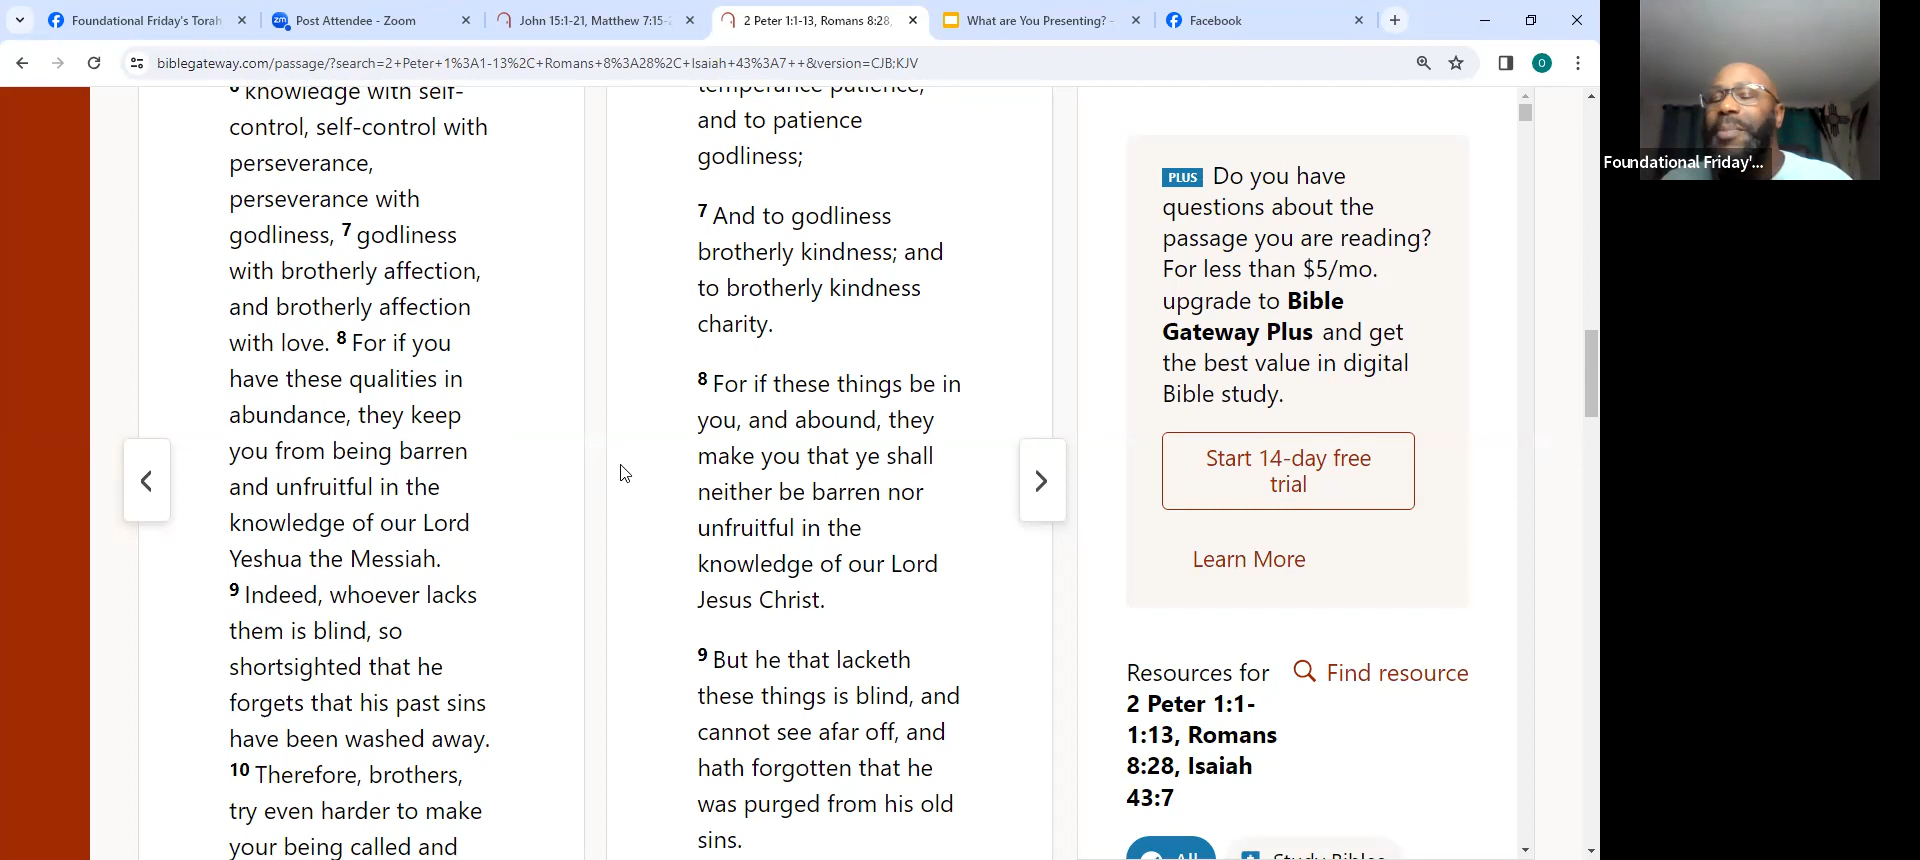 Foundational Friday's Torah
Post Attendee - Zoom
John 15:1-21, Matthew 7:15-2
2 Peter 1:1-13, Romans 8:28,
What are You Presenting? -
Facebook
biblegateway.com/passage/?search=2+Peter+1%3A1-13%2C+Romans+8%3A28%2C+Isaiah+43%3A7++&version=CJB;KJV
O
6 knowledge with self-
control, self-control with
perseverance,
perseverance with
godliness, 7 godliness
with brotherly affection,
and brotherly affection
with love. 8 For if you
have these qualities in
abundance, they keep
you from being barren
and unfruitful in the
knowledge of our Lord
Yeshua the Messiah.
9 Indeed, whoever lacks
them is blind, so
shortsighted that he
forgets that his past sins
have been washed away.
10 Therefore, brothers,
try even harder to make
your being called and
temperance patience;
and to patience
godliness;
7 And to godliness
brotherly kindness; and
to brotherly kindness
charity.
8 For if these things be in
you, and abound, they
make you that ye shall
neither be barren nor
unfruitful in the
knowledge of our Lord
Jesus Christ.
9 But he that lacketh
these things is blind, and
cannot see afar off, and
hath forgotten that he
was purged from his old
sins.
PLUS Do you have
questions about the
passage you are reading?
For less than $5/mo.
upgrade to Bible
Gateway Plus and get
the best value in digital
Bible study.
Start 14-day free
trial
Learn More
Resources for
Find resource
2 Peter 1:1-
1:13, Romans
8:28, Isaiah
43:7
All
Study Bibles
Foundational Friday'...